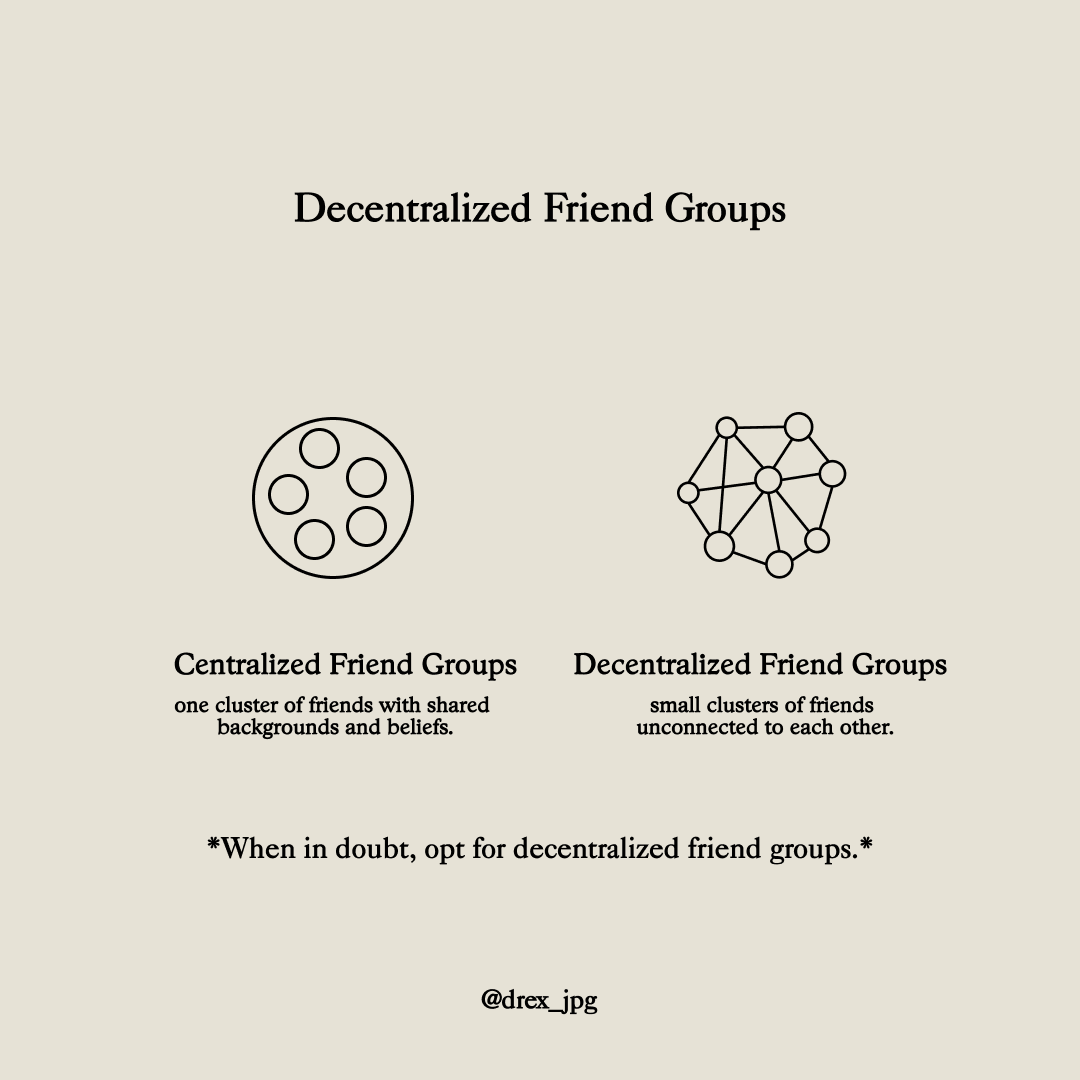 Decentralized Friend Groups
Centralized Friend Groups
one cluster of friends with shared
backgrounds and beliefs.
Decentralized Friend Groups
small clusters of friends
unconnected to each other.
*When in doubt, opt for decentralized friend groups.*
@drex_jpg